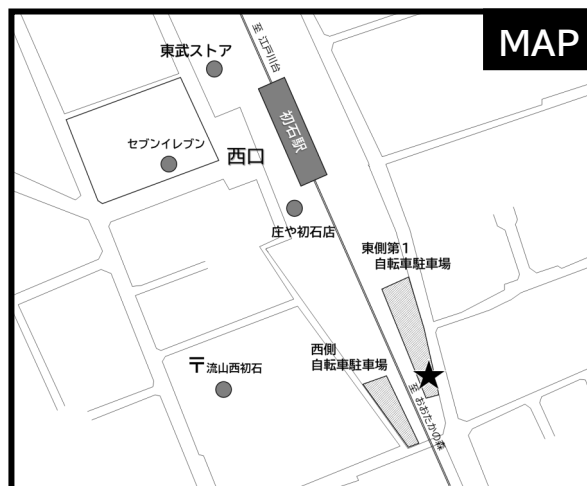 MAP
東武ストア
至 江戸川台
初石駅
セブンイレブン
西口
庄や初石店
東側第1
自転車駐車場
西側
自転車駐車場
〒流山西初石
至 おおたかの森